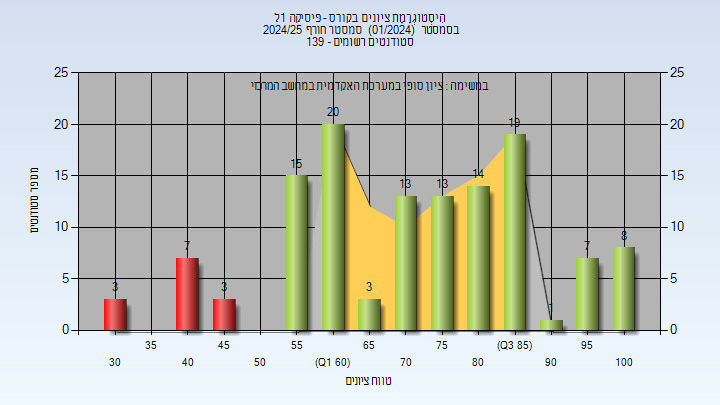 היסטוגרמת ציונים בקורס - פיסיקה 1ל
בסמסטר (01/2024) סמסטר חורף 2024/25
סטודנטים רשומים - 139
במשימה : ציון סופי במערכת האקדמית במחשב המרכזי
מספר סטודנטים
25 20 15 10 5 0
3 7 3 15 20 3 13 13 14 19 1 7 8
25 20 15 10 5 0
35 45 55 65 75 (Q3 85) 95
30 40 50 (Q1 60) 70 80 90 100
טווח ציונים